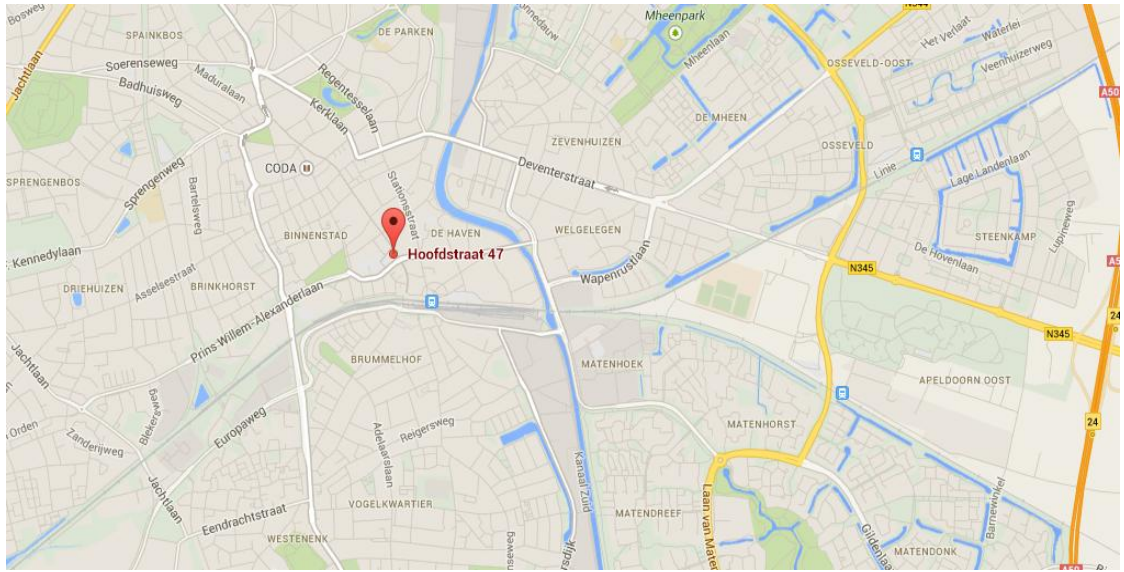 Bosweg
SPAINKBOS
DE PARKEN
Mheenpark
N344
Het Verlaat
Waterlei
Veenhuizerweg
Jachtlaan
Soerenseweg
Badhuisweg
Maduralaan
Regentesselaan
Kerklaan
Mheenlaan
OSSEVELD-OOST
A50
DE MHEEN
ZEVENHUIZEN
OSSEVELD
CODA
Deventerstraat
Linie
Lage Landenlaan
SPRENGENBOS
Sprengenweg
Bartelsweg
Stationsstraat
Lupineweg
BINNENSTAD
DE HAVEN
WELGELEGEN
STEENKAMP
Kennedylaan
Hoofdstraat 47
De Hovenlaan
Asselsestraat
Wapenrustlaan
N345
DRIEHUIZEN
BRINKHORST
Prins Willem-Alexanderlaan
24
N345
BRUMMELHOF
MATENHOEK
Jachtlaan
APELDOORN OOST
Blekersweg
Europaweg
Reigersweg
MATENHORST
24
Orden
Zanderijweg
Adelaarslaan
Kanaal Zuid
Jachtlaan
VOGELKWARTIER
MATENDREEF
Laan van Maten
Barnewinkel
Eendrachtstraat
WESTENENK
Gildenlaa
MATENDONK
A50